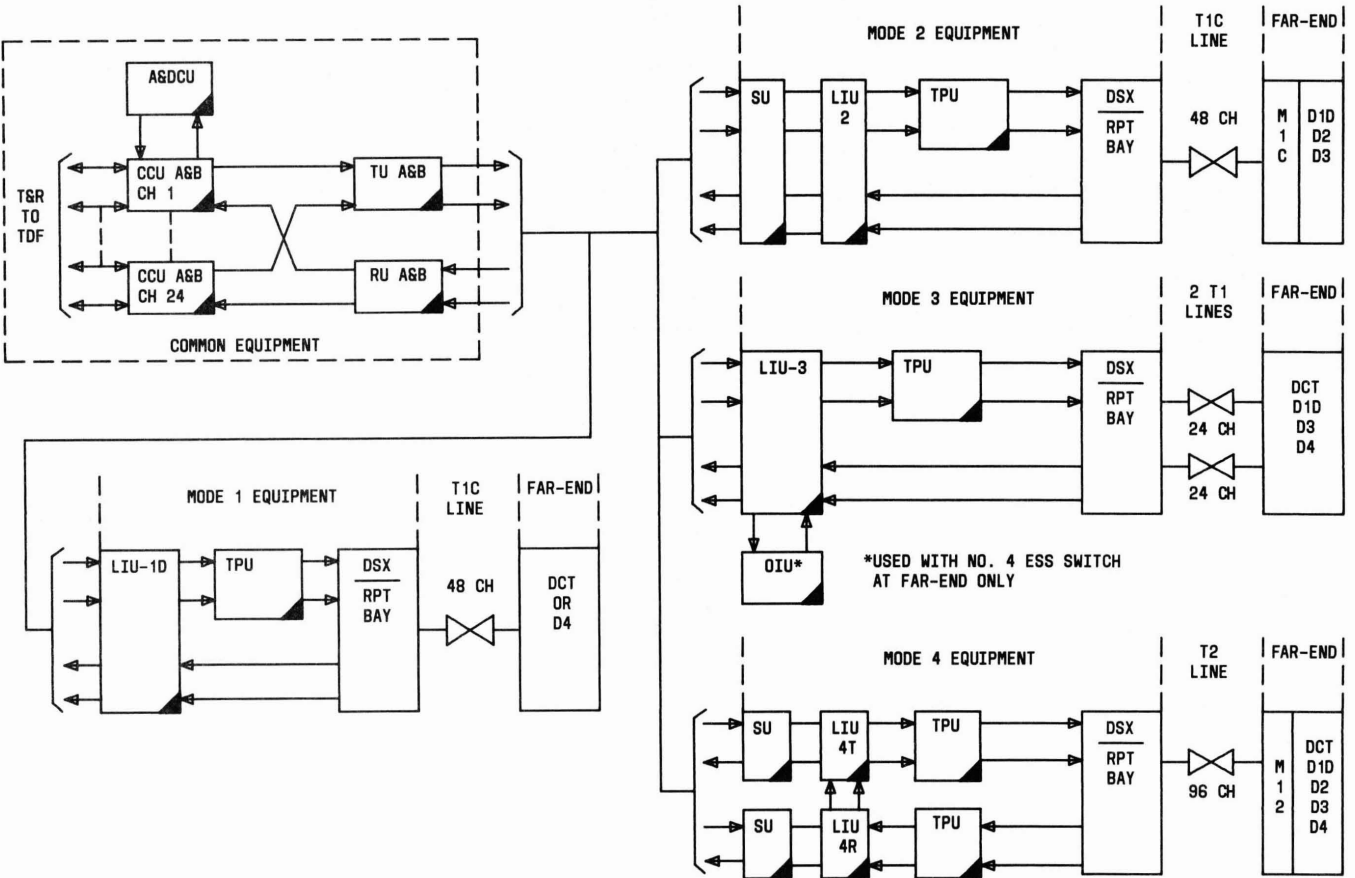 A&DCU
CCU A&B
CH 1
TU A&B
T&R
TO
TDF
CCU A&B
CH 24
RU A&B
COMMON EQUIPMENT
MODE 1 EQUIPMENT
T1C
LINE
FAR-END
LIU-1D
TPU
DSX
RPT
BAY
48 CH
DCT
OR
D4
MODE 2 EQUIPMENT
T1C
LINE
FAR-END
SU
LIU
2
TPU
DSX
RPT
BAY
48 CH
M
1
C
D1D
D2
D3
MODE 3 EQUIPMENT
2 T1
LINES
FAR-END
LIU-3
TPU
DSX
RPT
BAY
24 CH
24 CH
DCT
D1D
D3
D4
OIU*
*USED WITH NO. 4 ESS SWITCH
AT FAR-END ONLY
MODE 4 EQUIPMENT
T2
LINE
FAR-END
SU
LIU
4T
TPU
DSX
RPT
BAY
96 CH
M
1
2
DCT
D1D
D2
D3
D4
SU
LIU
4R
TPU